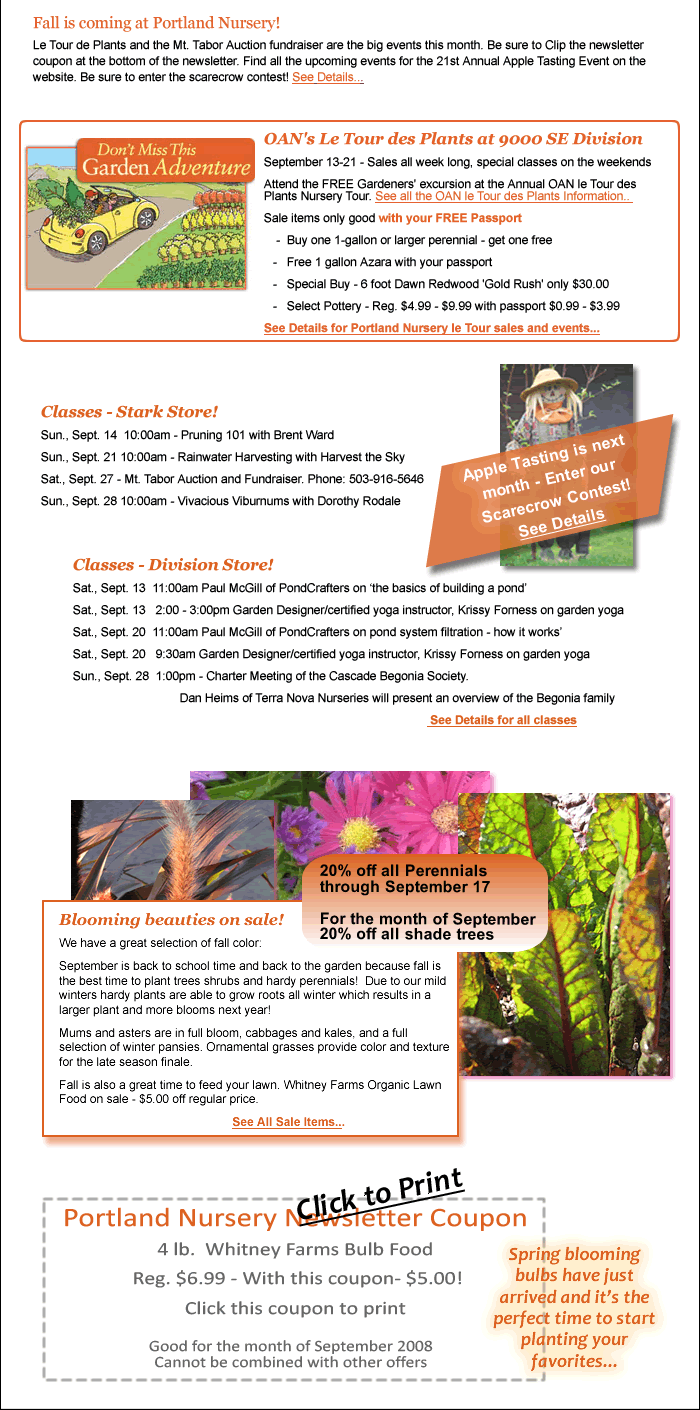 Fall is coming at Portland Nursery!
Le Tour de Plants and the Mt. Tabor Auction fundraiser are the big events this month. Be sure to Clip the newsletter
coupon at the bottom of the newsletter. Find all the upcoming events for the 21st Annual Apple Tasting Event on the
website. Be sure to enter the scarecrow contest! See Details...
Don't Miss This
Garden Adventure
OAN's Le Tour des Plants at 9000 SE Division
September 13-21 - Sales all week long, special classes on the weekends
Attend the FREE Gardeners' excursion at the Annual OAN le Tour des
Plants Nursery Tour. See all the OAN le Tour des Plants Information..
Sale items only good with your FREE Passport
- Buy one 1-gallon or larger perennial - get one free
- Free 1 gallon Azara with your passport
- Special Buy - 6 foot Dawn Redwood 'Gold Rush' only $30.00
- Select Pottery - Reg. $4.99 - $9.99 with passport $0.99 - $3.99
See Details for Portland Nursery le Tour sales and events...
Classes - Stark Store!
Sun., Sept. 14 10:00am - Pruning 101 with Brent Ward
Sun., Sept. 21 10:00am - Rainwater Harvesting with Harvest the Sky
Sat., Sept. 27 - Mt. Tabor Auction and Fundraiser. Phone: 503-916-5646
Sun., Sept. 28 10:00am - Vivacious Viburnums with Dorothy Rodale
Apple Tasting is next
month - Enter our
Scarecrow Contest!
See Details
Classes - Division Store!
Sat., Sept. 13 11:00am Paul McGill of PondCrafters on ‘the basics of building a pond’
Sat., Sept. 13 2:00 - 3:00pm Garden Designer/certified yoga instructor, Krissy Forness on garden yoga
Sat., Sept. 20 11:00am Paul McGill of PondCrafters on pond system filtration - how it works’
Sat., Sept. 20 9:30am Garden Designer/certified yoga instructor, Krissy Forness on garden yoga
Sun., Sept. 28 1:00pm - Charter Meeting of the Cascade Begonia Society.
Dan Heims of Terra Nova Nurseries will present an overview of the Begonia family
See Details for all classes
20% off all Perennials
through September 17
For the month of September
20% off all shade trees
Blooming beauties on sale!
We have a great selection of fall color:
September is back to school time and back to the garden because fall is
the best time to plant trees shrubs and hardy perennials! Due to our mild
winters hardy plants are able to grow roots all winter which results in a
larger plant and more blooms next year!
Mums and asters are in full bloom, cabbages and kales, and a full
selection of winter pansies. Ornamental grasses provide color and texture
for the late season finale.
Fall is also a great time to feed your lawn. Whitney Farms Organic Lawn
Food on sale - $5.00 off regular price.
See All Sale Items...
Click to Print
Portland Nursery Newsletter Coupon
4 lb. Whitney Farms Bulb Food
Reg. $6.99 - With this coupon- $5.00!
Click this coupon to print
Good for the month of September 2008
Cannot be combined with other offers
Spring blooming
bulbs have just
arrived and it’s the
perfect time to start
planting your
favorites...